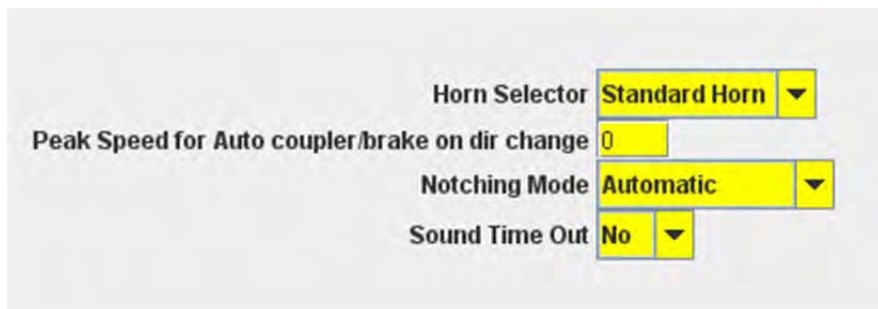 Horn Selector Standard Horn
Peak Speed for Auto coupler/brake on dir change 0
Notching Mode Automatic
Sound Time Out No